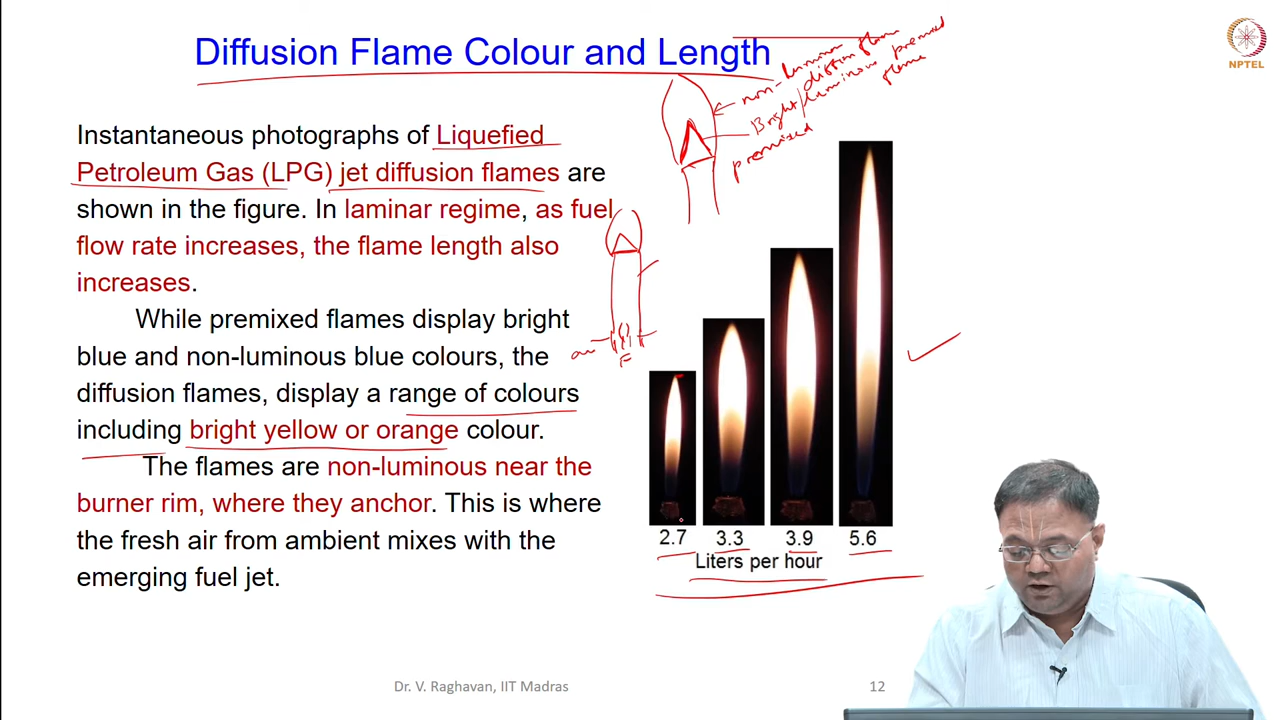 Diffusion Flame Colour and Length
NPTEL
non-luminous
diffusion flame
Bright/luminous premixed
flame
premixed
Instantaneous photographs of Liquefied
Petroleum Gas (LPG) jet diffusion flames are
shown in the figure. In laminar regime, as fuel
flow rate increases, the flame length also
increases.
While premixed flames display bright
blue and non-luminous blue colours, the
diffusion flames, display a range of colours
including bright yellow or orange colour.
The flames are non-luminous near the
burner rim, where they anchor. This is where
the fresh air from ambient mixes with the
emerging fuel jet.
F
2.7 3.3 3.9 5.6
Liters per hour
Dr. V. Raghavan, IIT Madras
12